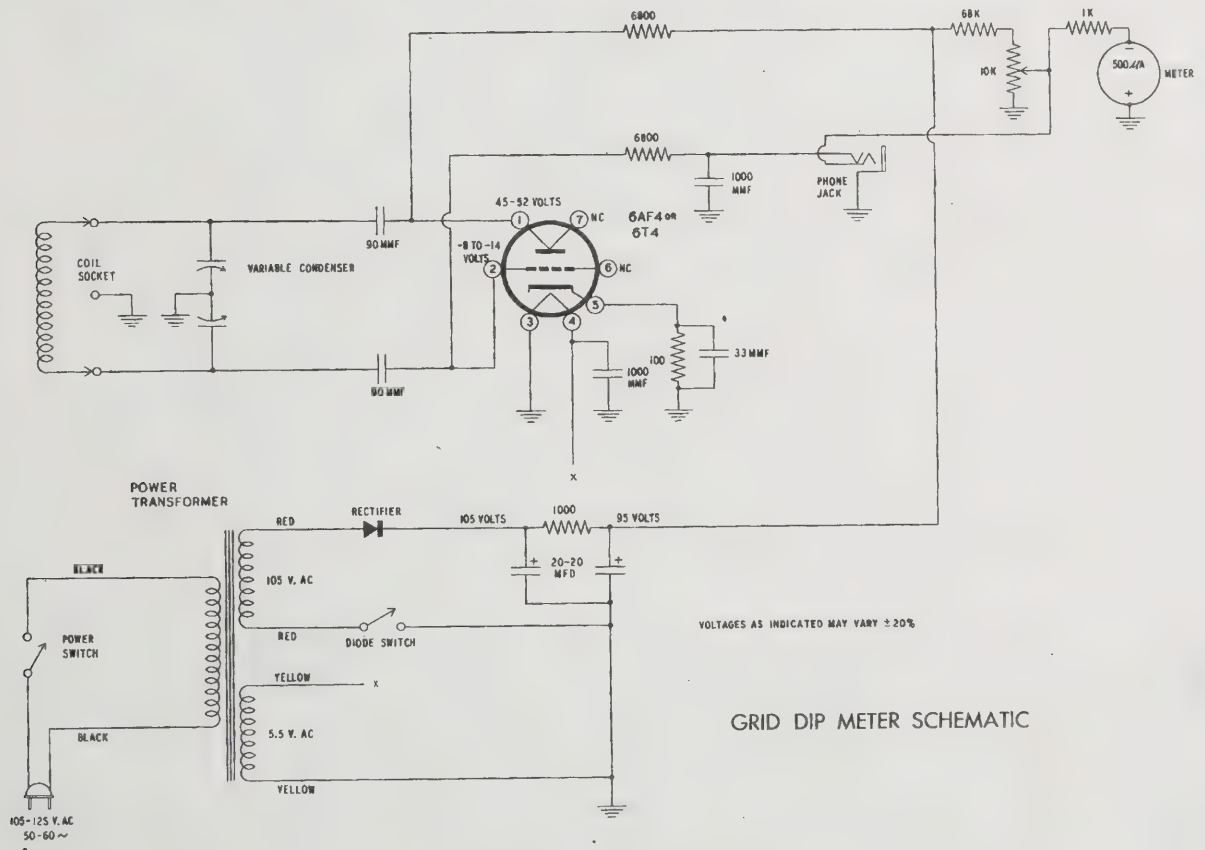 6800
68K
1K
10K
500 µA
METER
6800
1000
MMF
PHONE
JACK
45-52 VOLTS
1
7
NC
6AF4 OR
6T4
90 MMF
-8 TO -14
VOLTS
2
6
NC
COIL
SOCKET
VARIABLE CONDENSER
5
3
4
90 MMF
1000
MMF
100
33 MMF
X
POWER
TRANSFORMER
RED
RECTIFIER
105 VOLTS
1000
95 VOLTS
BLACK
105 V. AC
20-20
MFD
POWER
SWITCH
RED
DIODE SWITCH
VOLTAGES AS INDICATED MAY VARY ±20%
YELLOW
X
BLACK
5.5 V. AC
GRID DIP METER SCHEMATIC
YELLOW
105-125 V. AC
50-60 ~